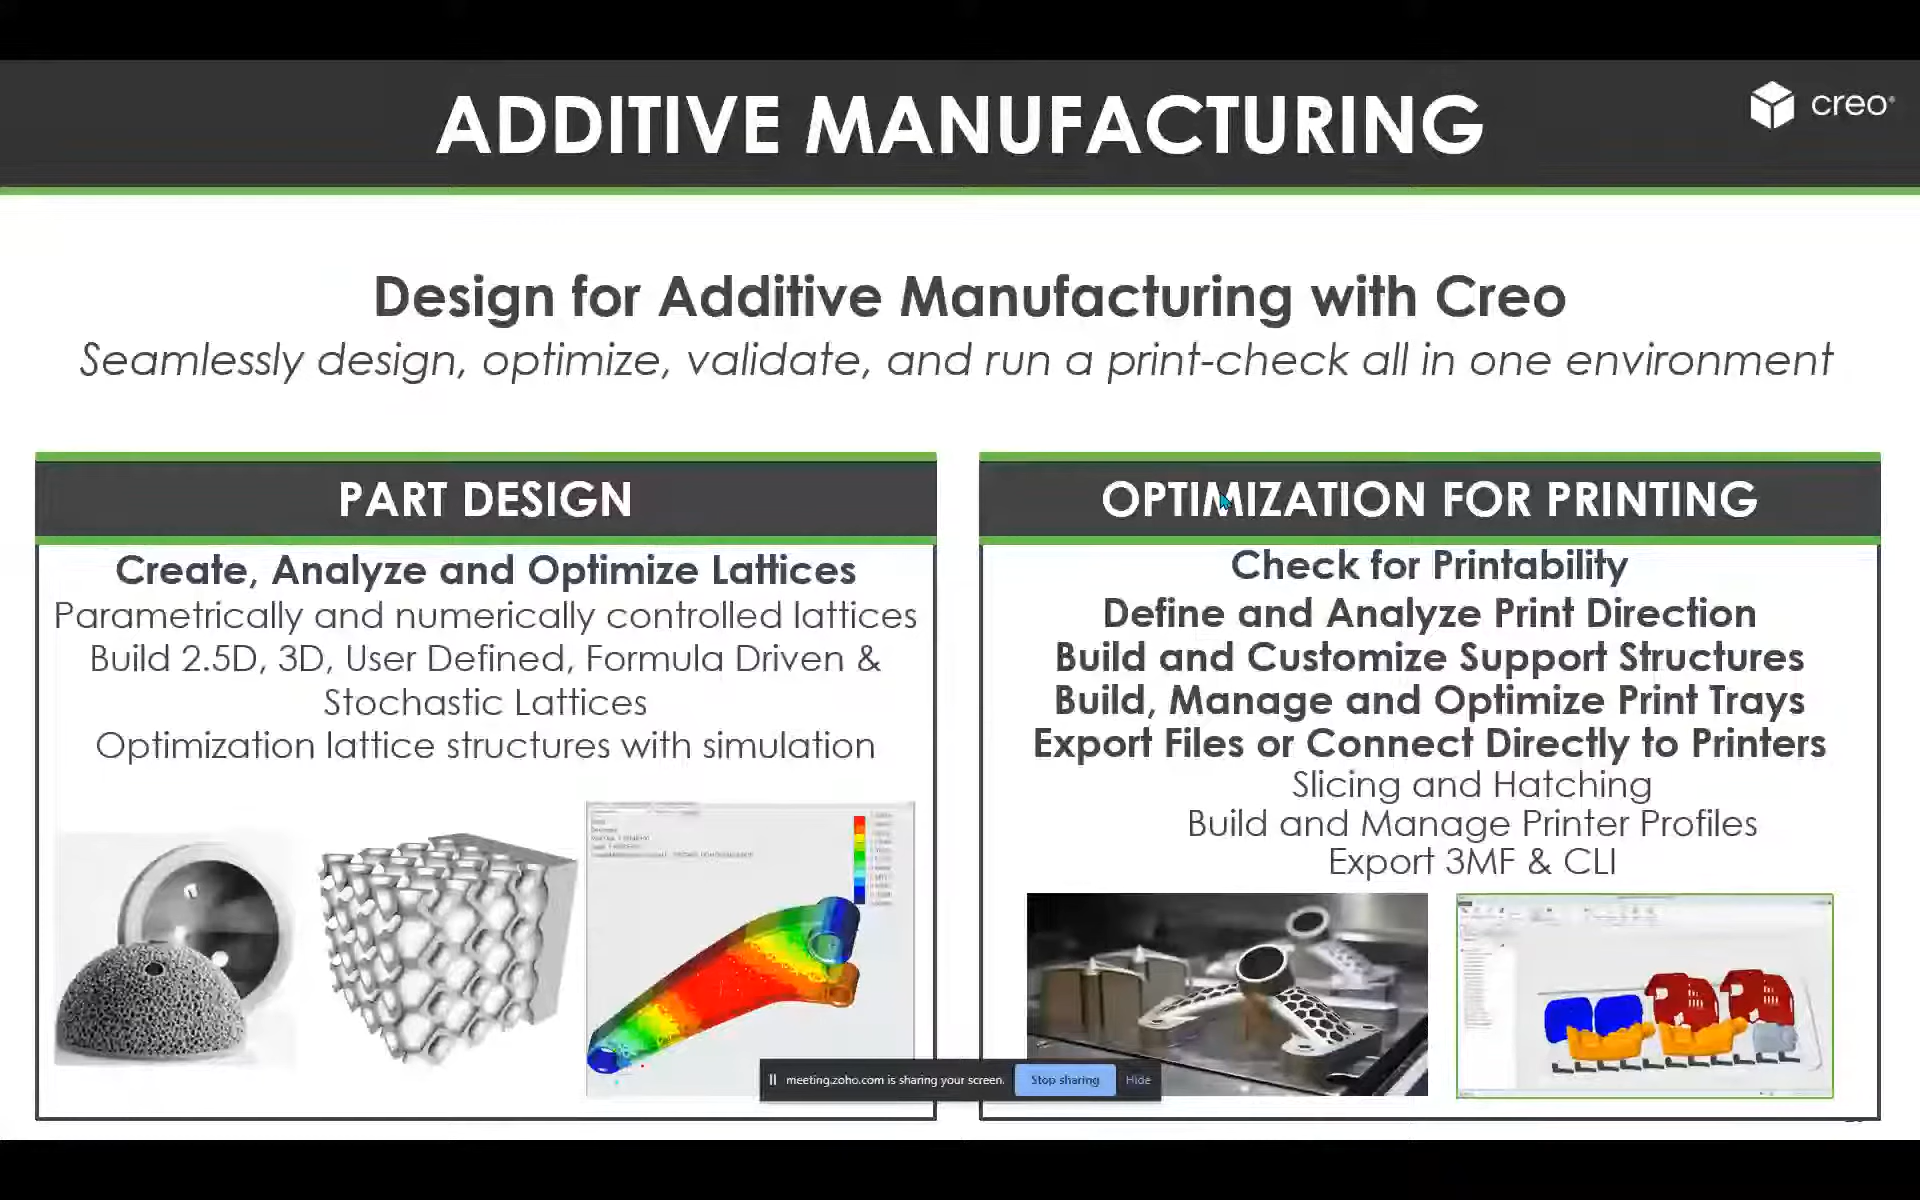 ADDITIVE MANUFACTURING
creo
Design for Additive Manufacturing with Creo
Seamlessly design, optimize, validate, and run a print-check all in one environment
PART DESIGN
Create, Analyze and Optimize Lattices
Parametrically and numerically controlled lattices
Build 2.5D, 3D, User Defined, Formula Driven &
Stochastic Lattices
Optimization lattice structures with simulation
OPTIMIZATION FOR PRINTING
Check for Printability
Define and Analyze Print Direction
Build and Customize Support Structures
Build, Manage and Optimize Print Trays
Export Files or Connect Directly to Printers
Slicing and Hatching
Build and Manage Printer Profiles
Export 3MF & CLI
meeting.zoho.com is sharing your screen.
Stop sharing
Hide